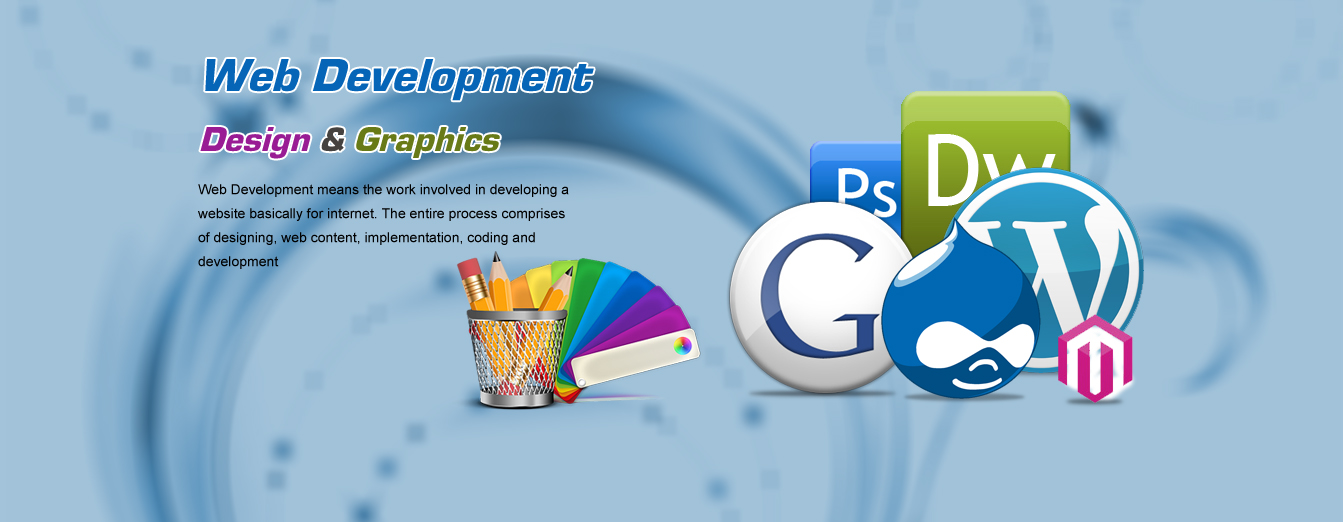 Web Development
Design & Graphics
Web Development means the work involved in developing a
website basically for internet. The entire process comprises
of designing, web content, implementation, coding and
development
Ps
Dw
G
W